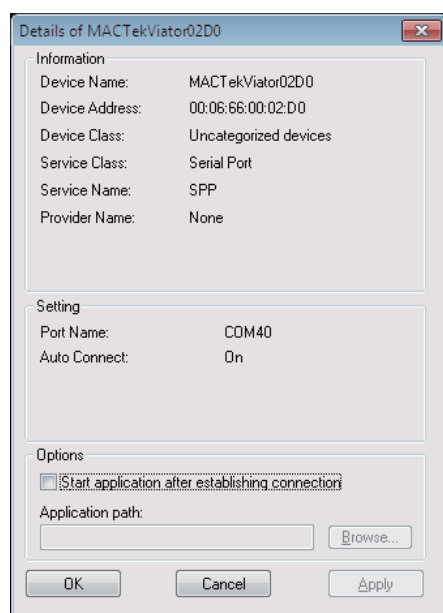 Details of MACTekViator02D0
Information
Device Name: MACTekViator02D0
Device Address: 00:06:66:00:02:D0
Device Class: Uncategorized devices
Service Class: Serial Port
Service Name: SPP
Provider Name: None
Setting
Port Name: COM40
Auto Connect: On
Options
Start application after establishing connection
Application path:
Browse...
OK Cancel Apply